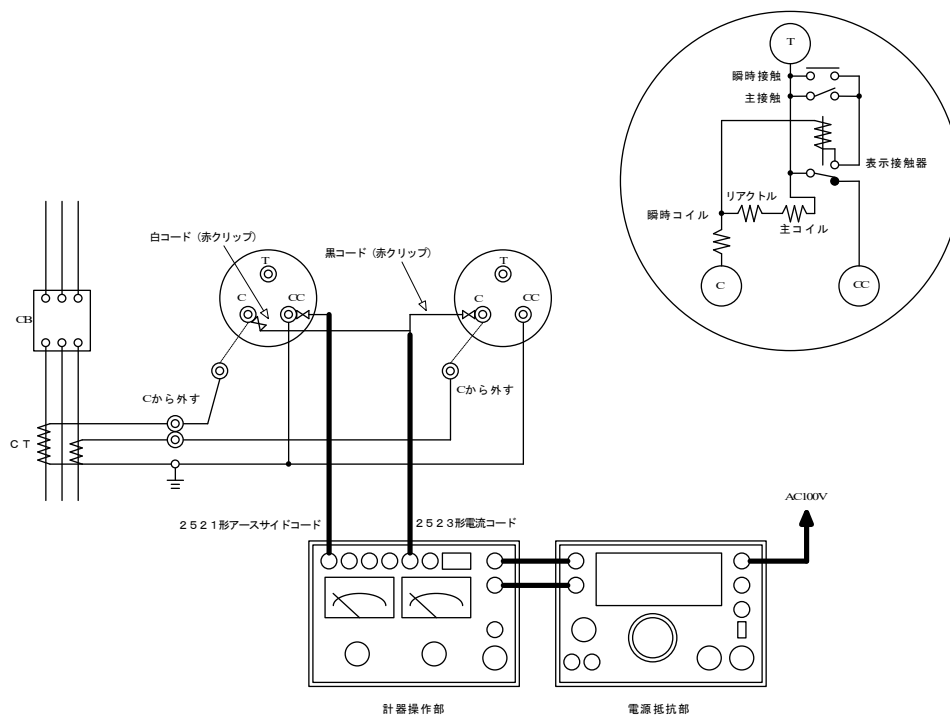 T
瞬時接触
主接触
表示接触器
リアクトル
瞬時コイル
主コイル
C
CC
白コード（赤クリップ）
黒コード（赤クリップ）
T
C
CC
T
C
CC
CB
Cから外す
Cから外す
ＣＴ
AC100V
２５２１形アースサイドコード
２５２３形電流コード
計器操作部
電源抵抗部